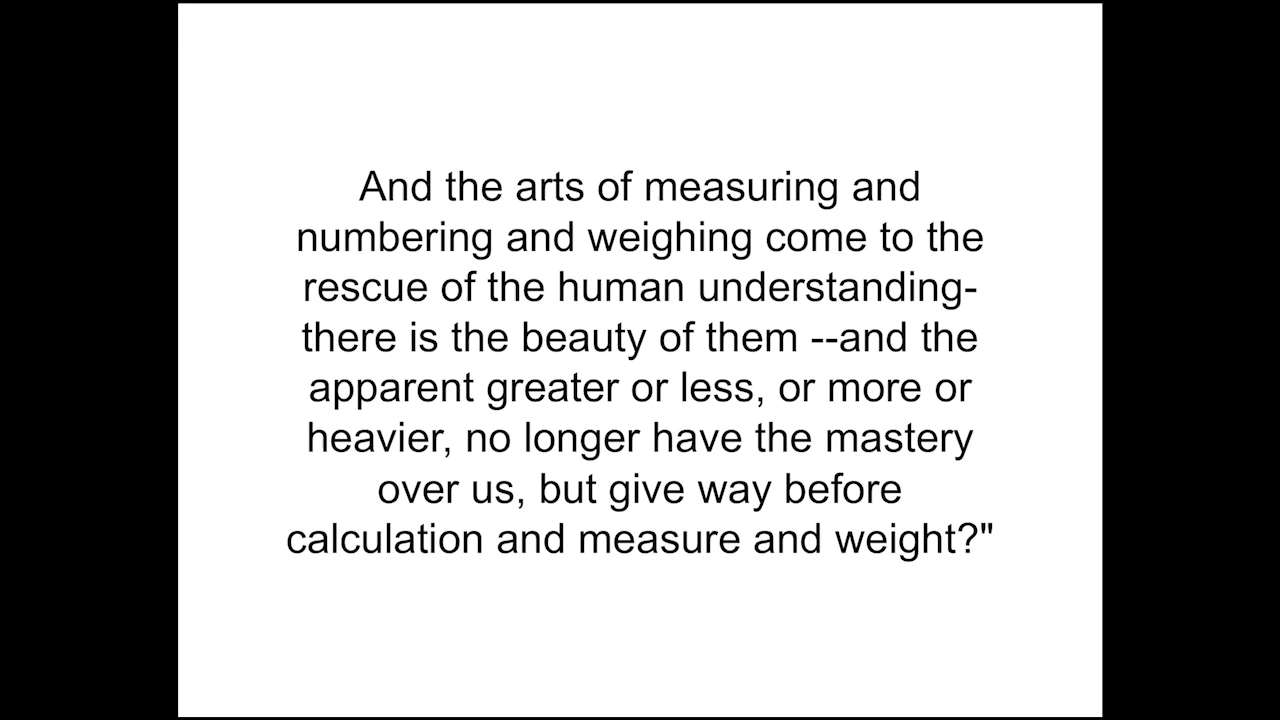 And the arts of measuring and
numbering and weighing come to the
rescue of the human understanding-
there is the beauty of them --and the
apparent greater or less, or more or
heavier, no longer have the mastery
over us, but give way before
calculation and measure and weight?"